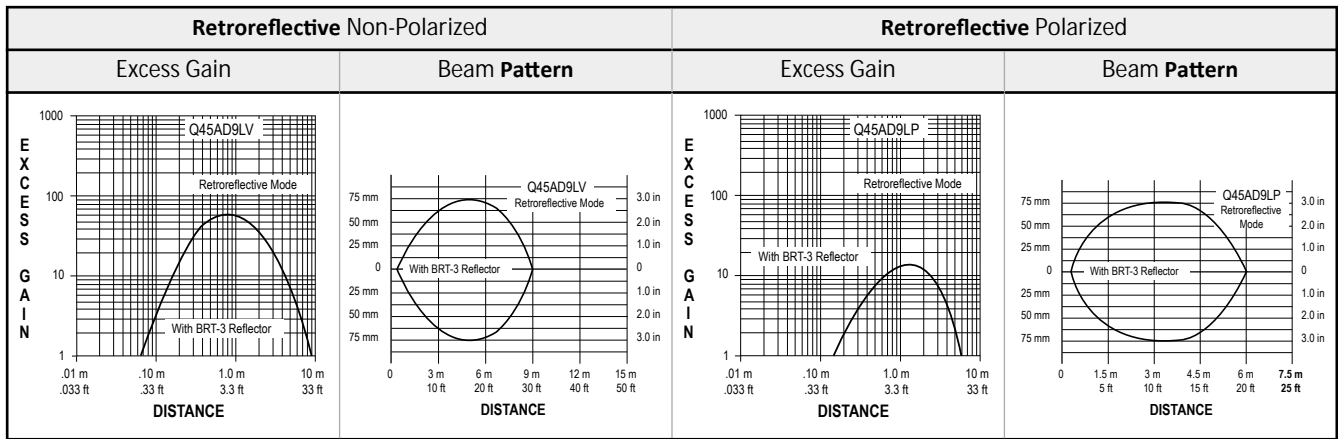 Retroreflective Non-Polarized
Retroreflective Polarized
Excess Gain
Beam Pattern
Excess Gain
Beam Pattern
EXCESS GAIN
1000
100
10
1
Q45AD9LV
Retroreflective Mode
With BRT-3 Reflector
.01 m .10 m 1.0 m 10 m
.033 ft .33 ft 3.3 ft 33 ft
DISTANCE
Q45AD9LV
Retroreflective Mode
75 mm 3.0 in
50 mm 2.0 in
25 mm 1.0 in
0 With BRT-3 Reflector 0
25 mm 1.0 in
50 mm 2.0 in
75 mm 3.0 in
0 3 m 6 m 9 m 12 m 15 m
10 ft 20 ft 30 ft 40 ft 50 ft
DISTANCE
EXCESS GAIN
1000
100
10
1
Q45AD9LP
Retroreflective Mode
With BRT-3 Reflector
.01 m .10 m 1.0 m 10 m
.033 ft .33 ft 3.3 ft 33 ft
DISTANCE
Q45AD9LP
Retroreflective
Mode
75 mm 3.0 in
50 mm 2.0 in
25 mm 1.0 in
0 With BRT-3 Reflector 0
25 mm 1.0 in
50 mm 2.0 in
75 mm 3.0 in
0 1.5 m 3 m 4.5 m 6 m 7.5 m
5 ft 10 ft 15 ft 20 ft 25 ft
DISTANCE